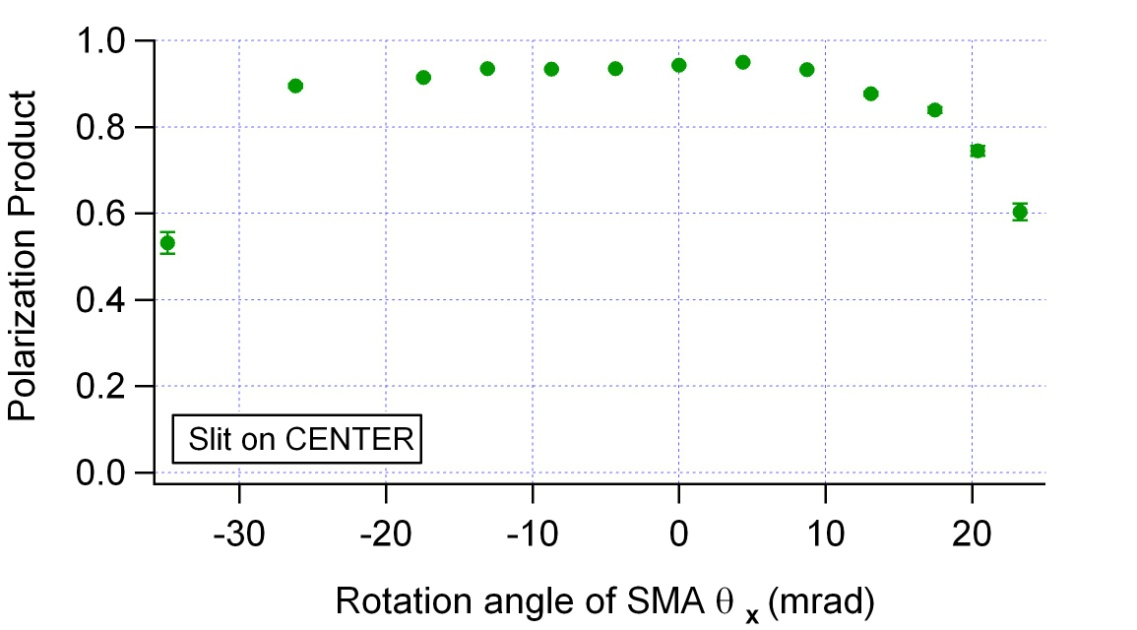 Polarization Product
1.0
0.8
0.6
0.4
0.2
0.0
Slit on CENTER
-30 -20 -10 0 10 20
Rotation angle of SMA θ x (mrad)